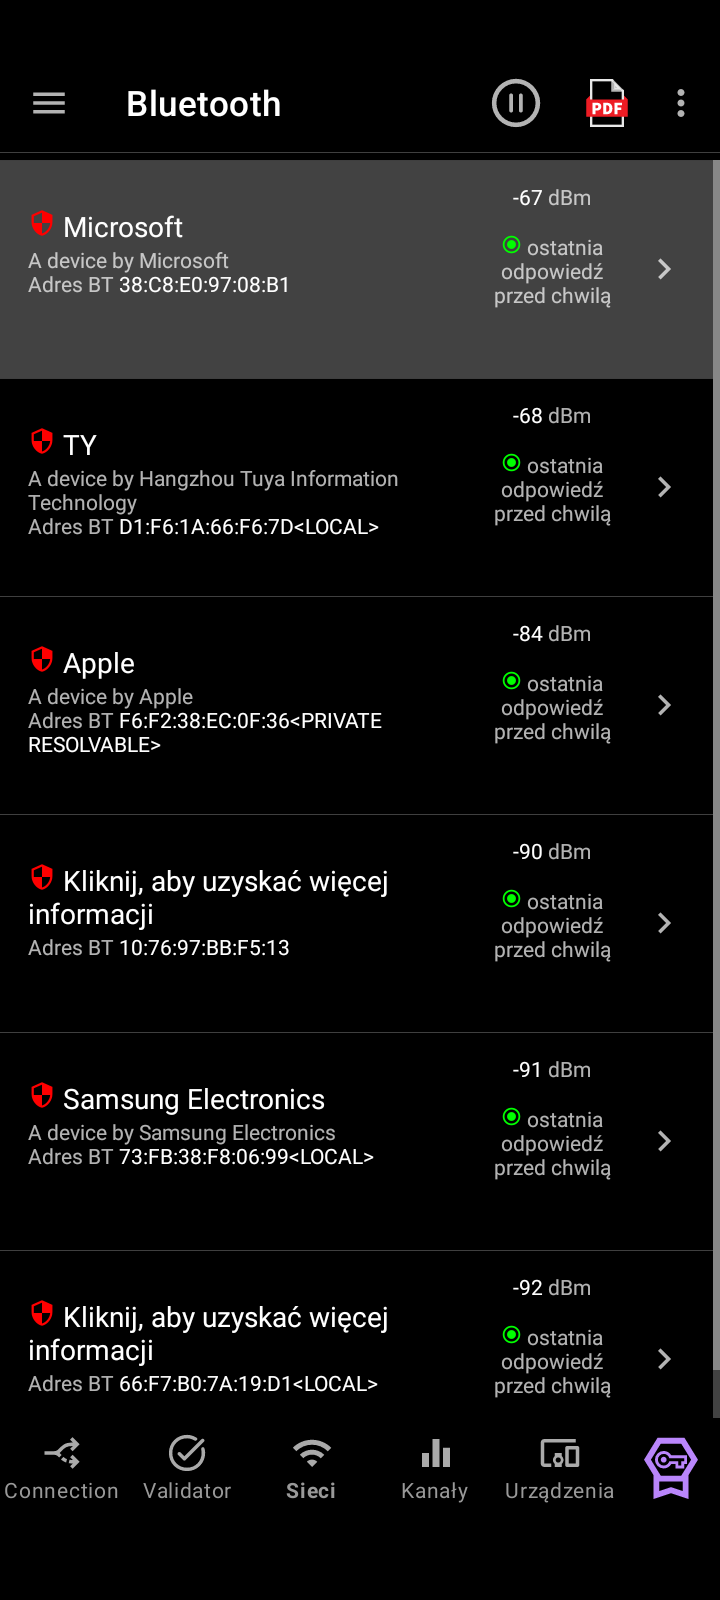 Bluetooth
PDF
Microsoft
A device by Microsoft
Adres BT 38:C8:E0:97:08:B1
-67 dBm
ostatnia
odpowiedź
przed chwilą
TY
A device by Hangzhou Tuya Information
Technology
Adres BT D1:F6:1A:66:F6:7D<LOCAL>
-68 dBm
ostatnia
odpowiedź
przed chwilą
Apple
A device by Apple
Adres BT F6:F2:38:EC:0F:36<PRIVATE
RESOLVABLE>
-84 dBm
ostatnia
odpowiedź
przed chwilą
Kliknij, aby uzyskać więcej
informacji
Adres BT 10:76:97:BB:F5:13
-90 dBm
ostatnia
odpowiedź
przed chwilą
Samsung Electronics
A device by Samsung Electronics
Adres BT 73:FB:38:F8:06:99<LOCAL>
-91 dBm
ostatnia
odpowiedź
przed chwilą
Kliknij, aby uzyskać więcej
informacji
Adres BT 66:F7:B0:7A:19:D1<LOCAL>
-92 dBm
ostatnia
odpowiedź
przed chwilą
Connection
Validator
Sieci
Kanały
Urządzenia